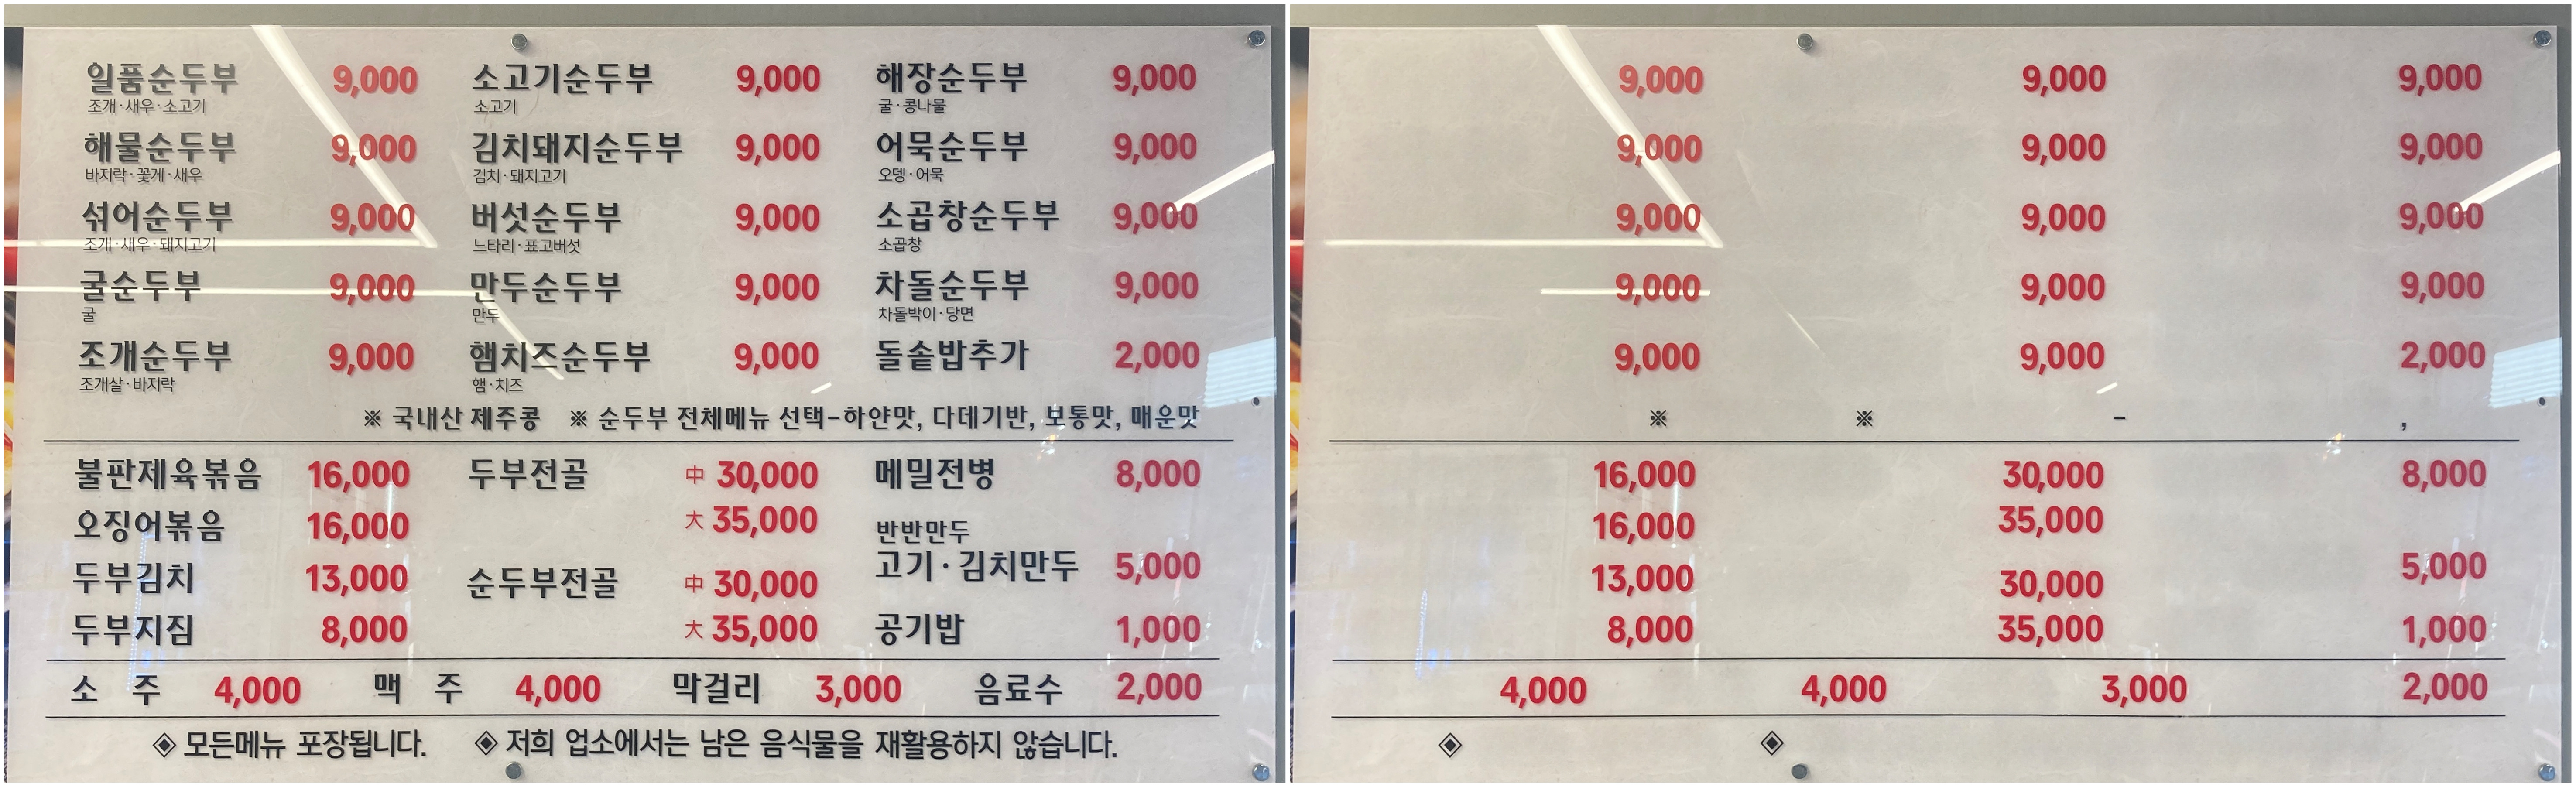 일품순두부 9,000 소고기순두부 9,000 해장순두부 9,000
조개·새우·소고기 소고기 굴·콩나물
해물순두부 9,000 김치돼지순두부 9,000 어묵순두부 9,000
바지락·꽃게·새우 김치·돼지고기 오뎅·어묵
섞어순두부 9,000 버섯순두부 9,000 소곱창순두부 9,000
조개·새우·돼지고기 느타리·표고버섯 소곱창
굴순두부 9,000 만두순두부 9,000 차돌순두부 9,000
굴 만두 차돌박이·당면
조개순두부 9,000 햄치즈순두부 9,000 돌솥밥추가 2,000
조개살·바지락 햄·치즈
※ 국내산 제주콩 ※ 순두부 전체메뉴 선택-하얀맛, 다데기반, 보통맛, 매운맛
불판제육볶음 16,000 두부전골 中 30,000 메밀전병 8,000
오징어볶음 16,000 大 35,000 반반만두
두부김치 13,000 순두부전골 中 30,000 고기·김치만두 5,000
두부지짐 8,000 大 35,000 공기밥 1,000
소 주 4,000 맥 주 4,000 막걸리 3,000 음료수 2,000
◈ 모든메뉴 포장됩니다. ◈ 저희 업소에서는 남은 음식물을 재활용하지 않습니다.
9,000 9,000 9,000
9,000 9,000 9,000
9,000 9,000 9,000
9,000 9,000 9,000
9,000 9,000 2,000
※ ※ - ,
16,000 30,000 8,000
16,000 35,000
13,000 30,000 5,000
8,000 35,000 1,000
4,000 4,000 3,000 2,000
◈ ◈